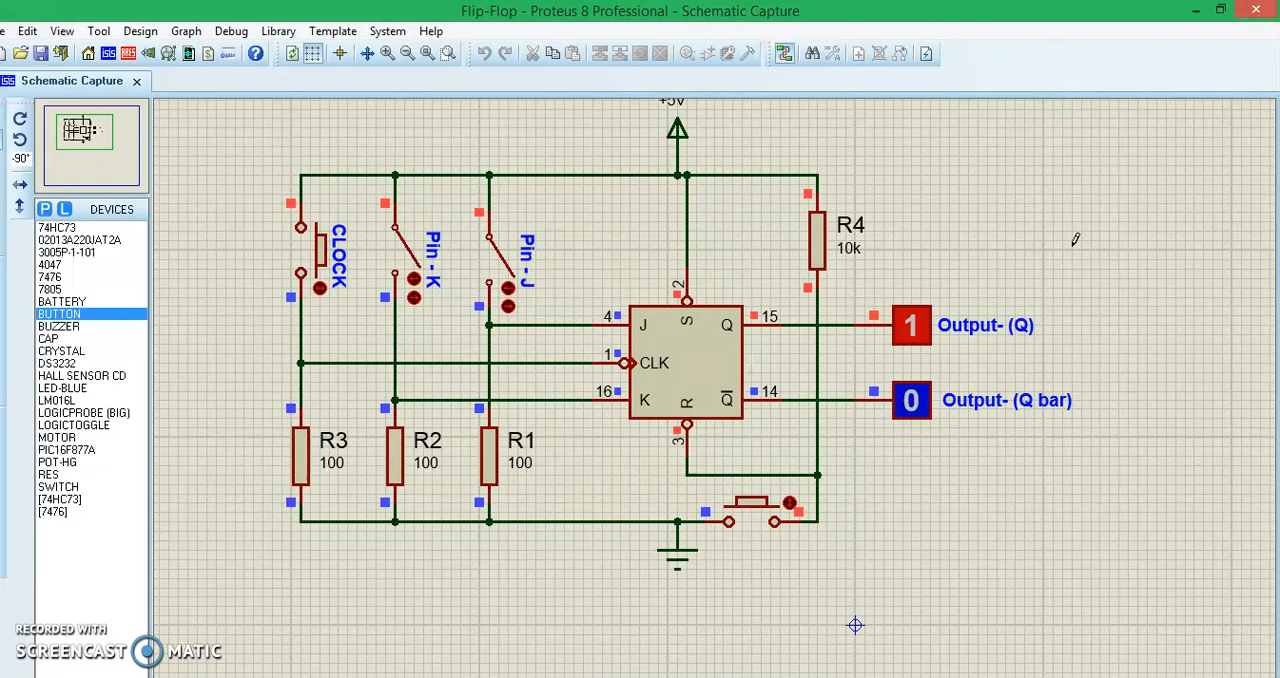 Flip-Flop - Proteus 8 Professional - Schematic Capture
Edit View Tool Design Graph Debug Library Template System Help
Schematic Capture
-90°
P L DEVICES
74HC73
02013A220JAT2A
3005P-1-101
4047
7476
7805
BATTERY
BUTTON
BUZZER
CAP
CRYSTAL
DS3232
HALL SENSOR CD
LED-BLUE
LM016L
LOGICPROBE (BIG)
LOGICTOGGLE
MOTOR
PIC16F877A
POT-HG
RES
SWITCH
[74HC73]
[7476]
+5V
CLOCK
Pin - K
Pin - J
R4
10k
2
S
4 J Q 15
1 Output- (Q)
1 CLK
16 K Q 14
0 Output- (Q bar)
R
3
R3
100
R2
100
R1
100
RECORDED WITH
SCREENCAST MATIC